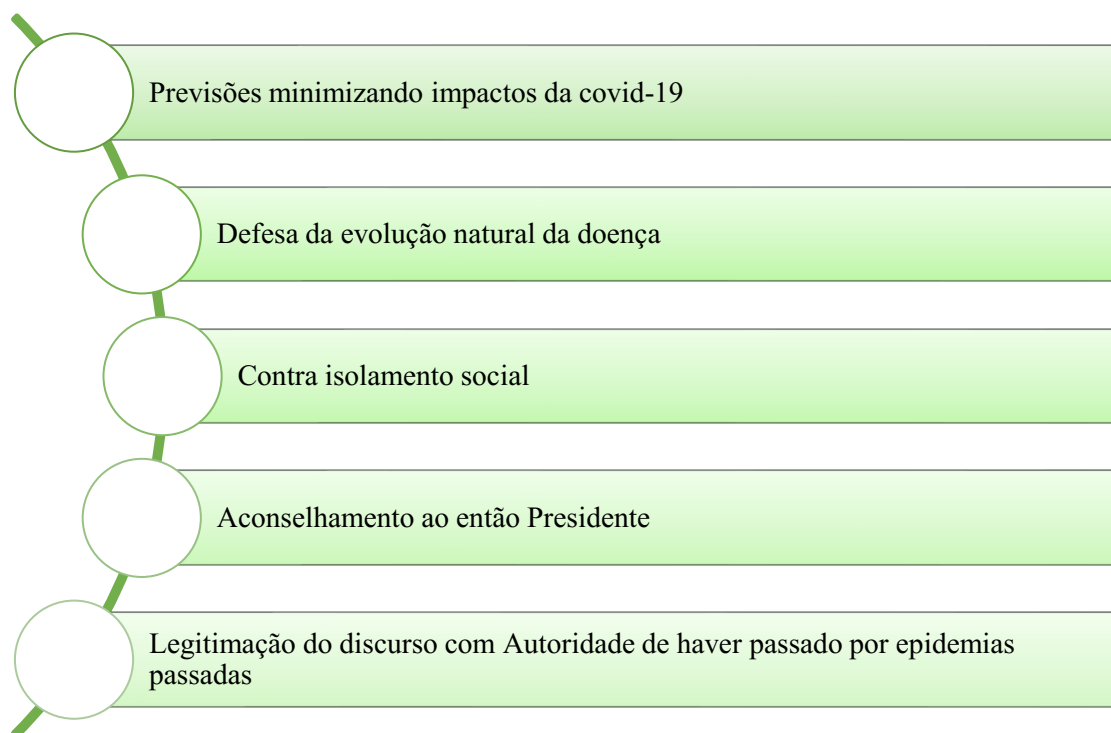 Previsões minimizando impactos da covid-19
Defesa da evolução natural da doença
Contra isolamento social
Aconselhamento ao então Presidente
Legitimação do discurso com Autoridade de haver passado por epidemias
passadas